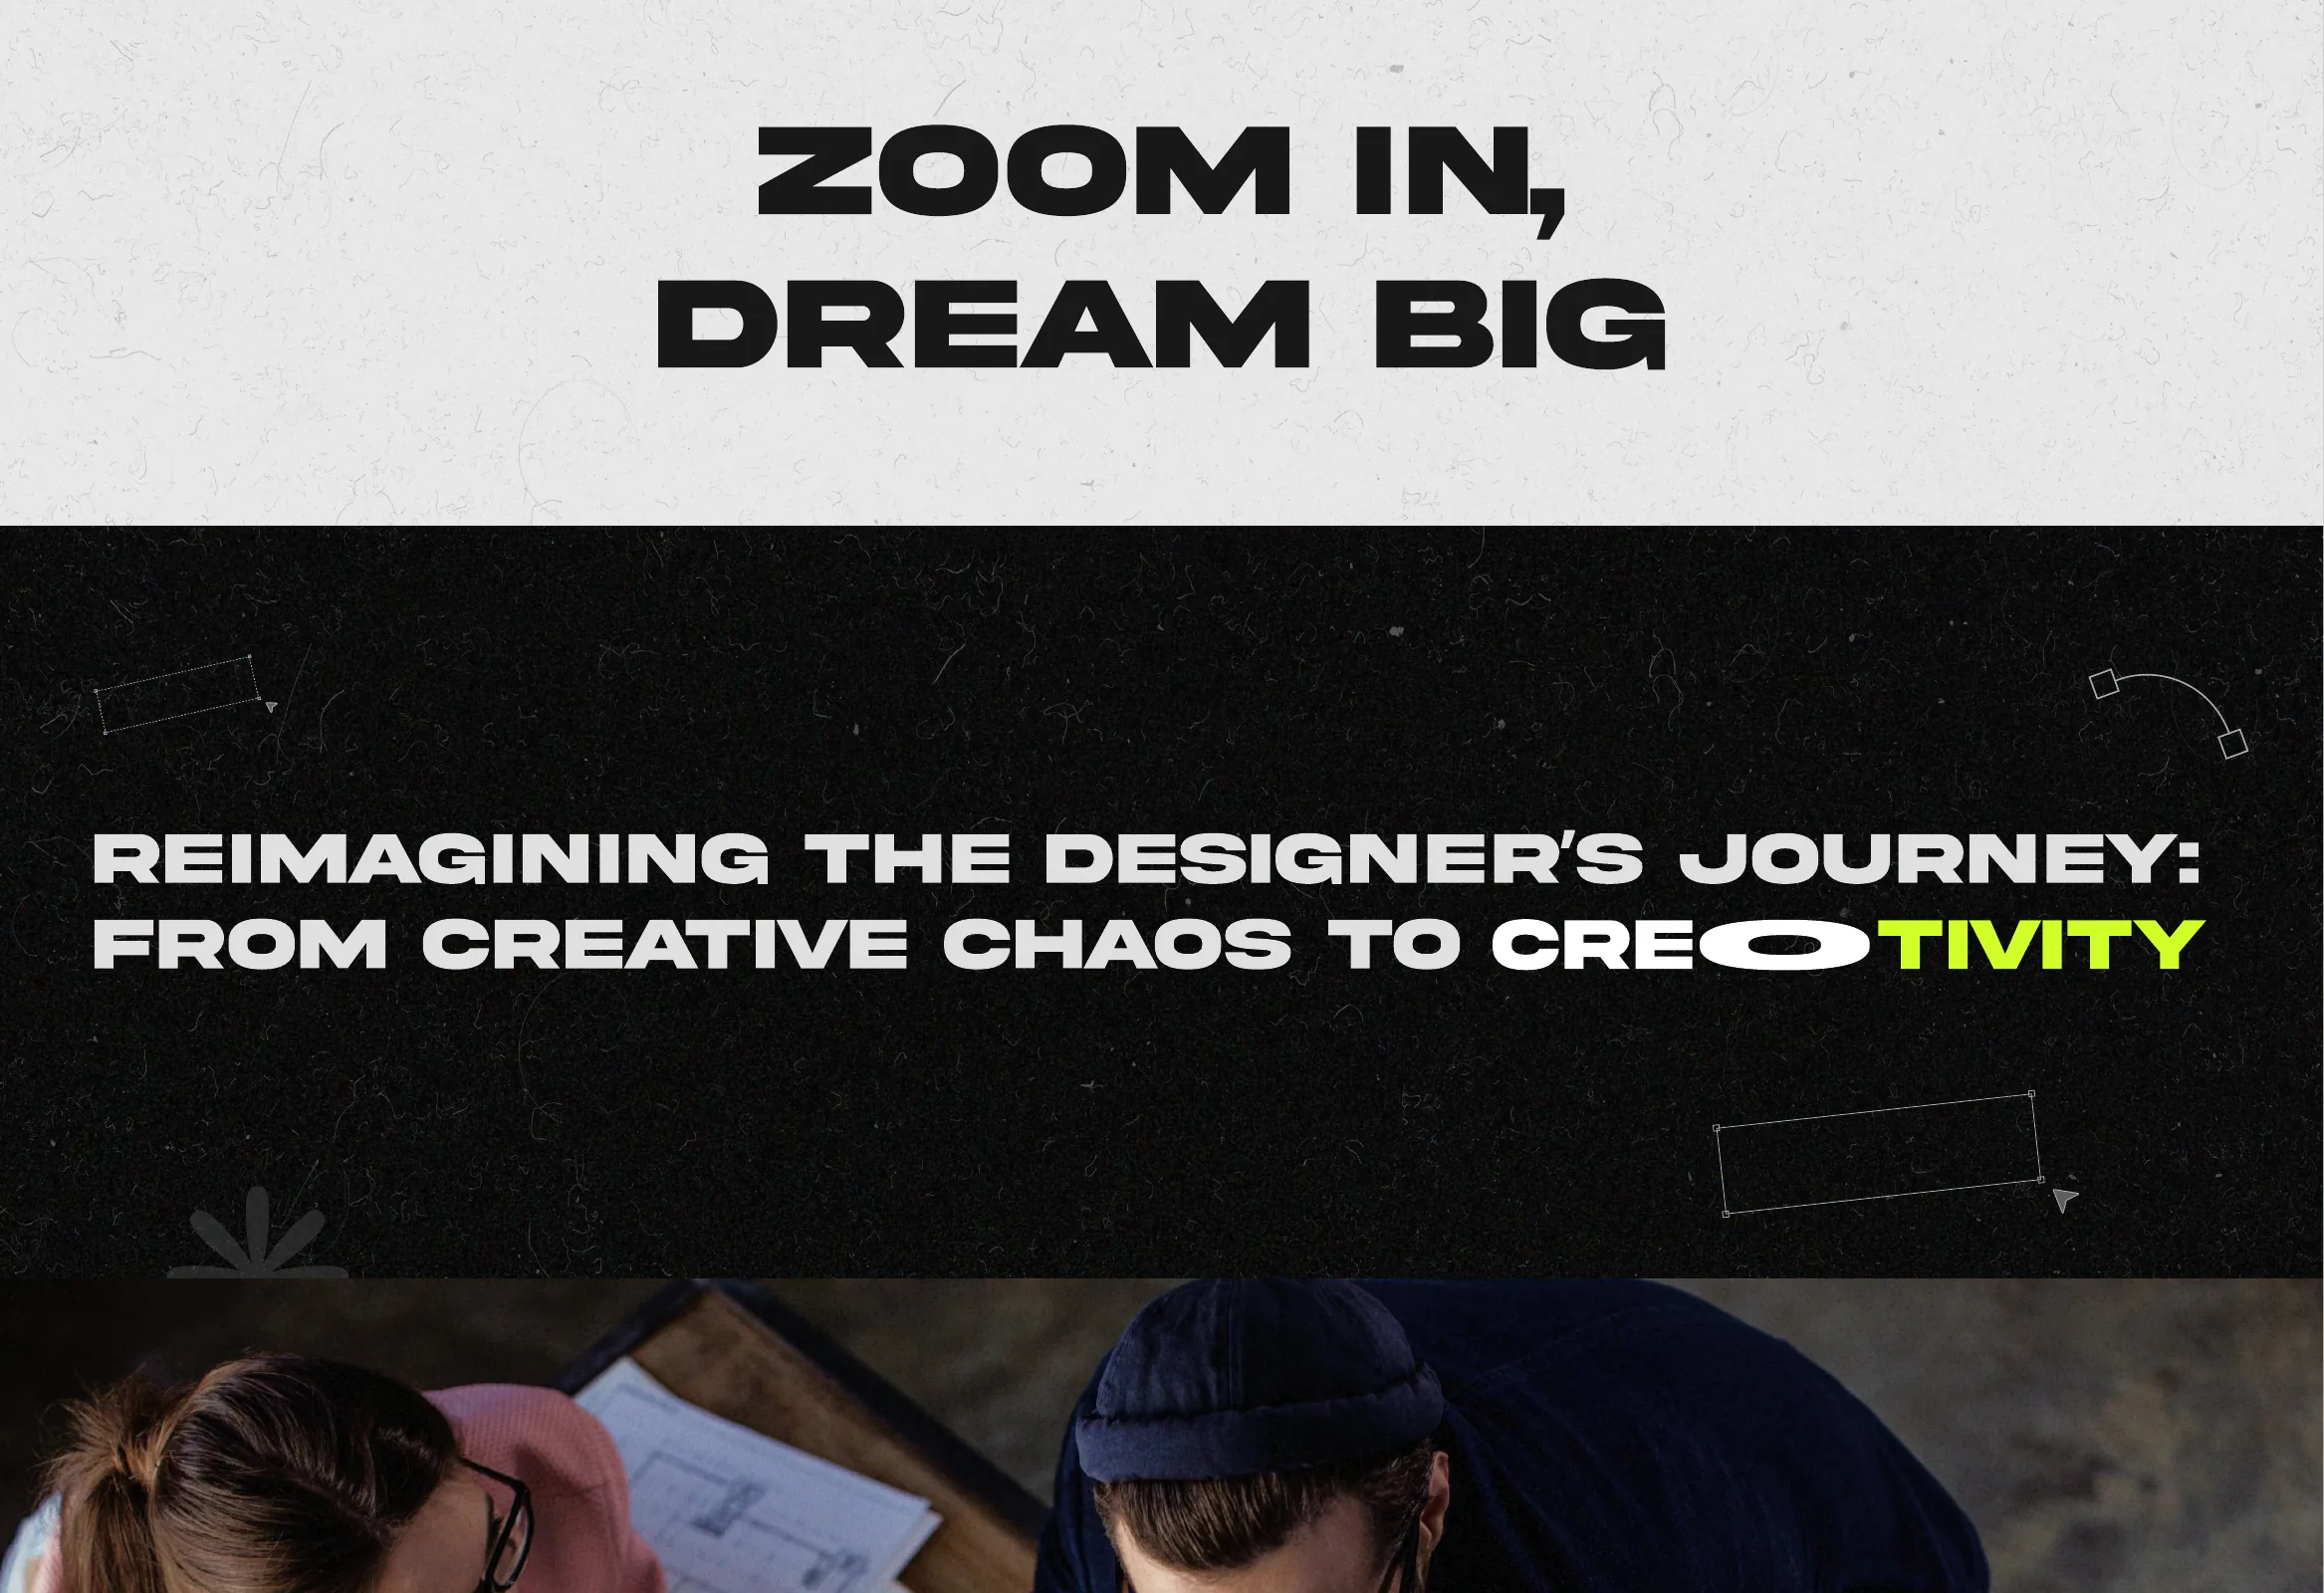 ZOOM IN,
DREAM BIG
REIMAGINING THE DESIGNER'S JOURNEY:
FROM CREATIVE CHAOS TO CREOTIVITY